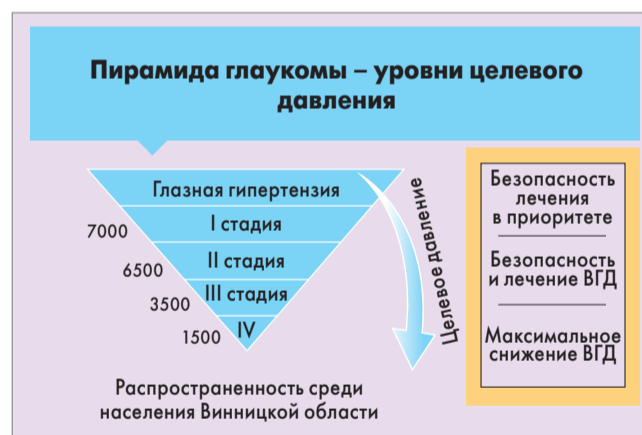 Пирамида глаукомы – уровни целевого
давления
Глазная гипертензия
7000
I стадия
6500
II стадия
3500
III стадия
1500
IV
Целевое давление
Безопасность
лечения
в приоритете
Безопасность
и лечение ВГД
Максимальное
снижение ВГД
Распространенность среди
населения Винницкой области